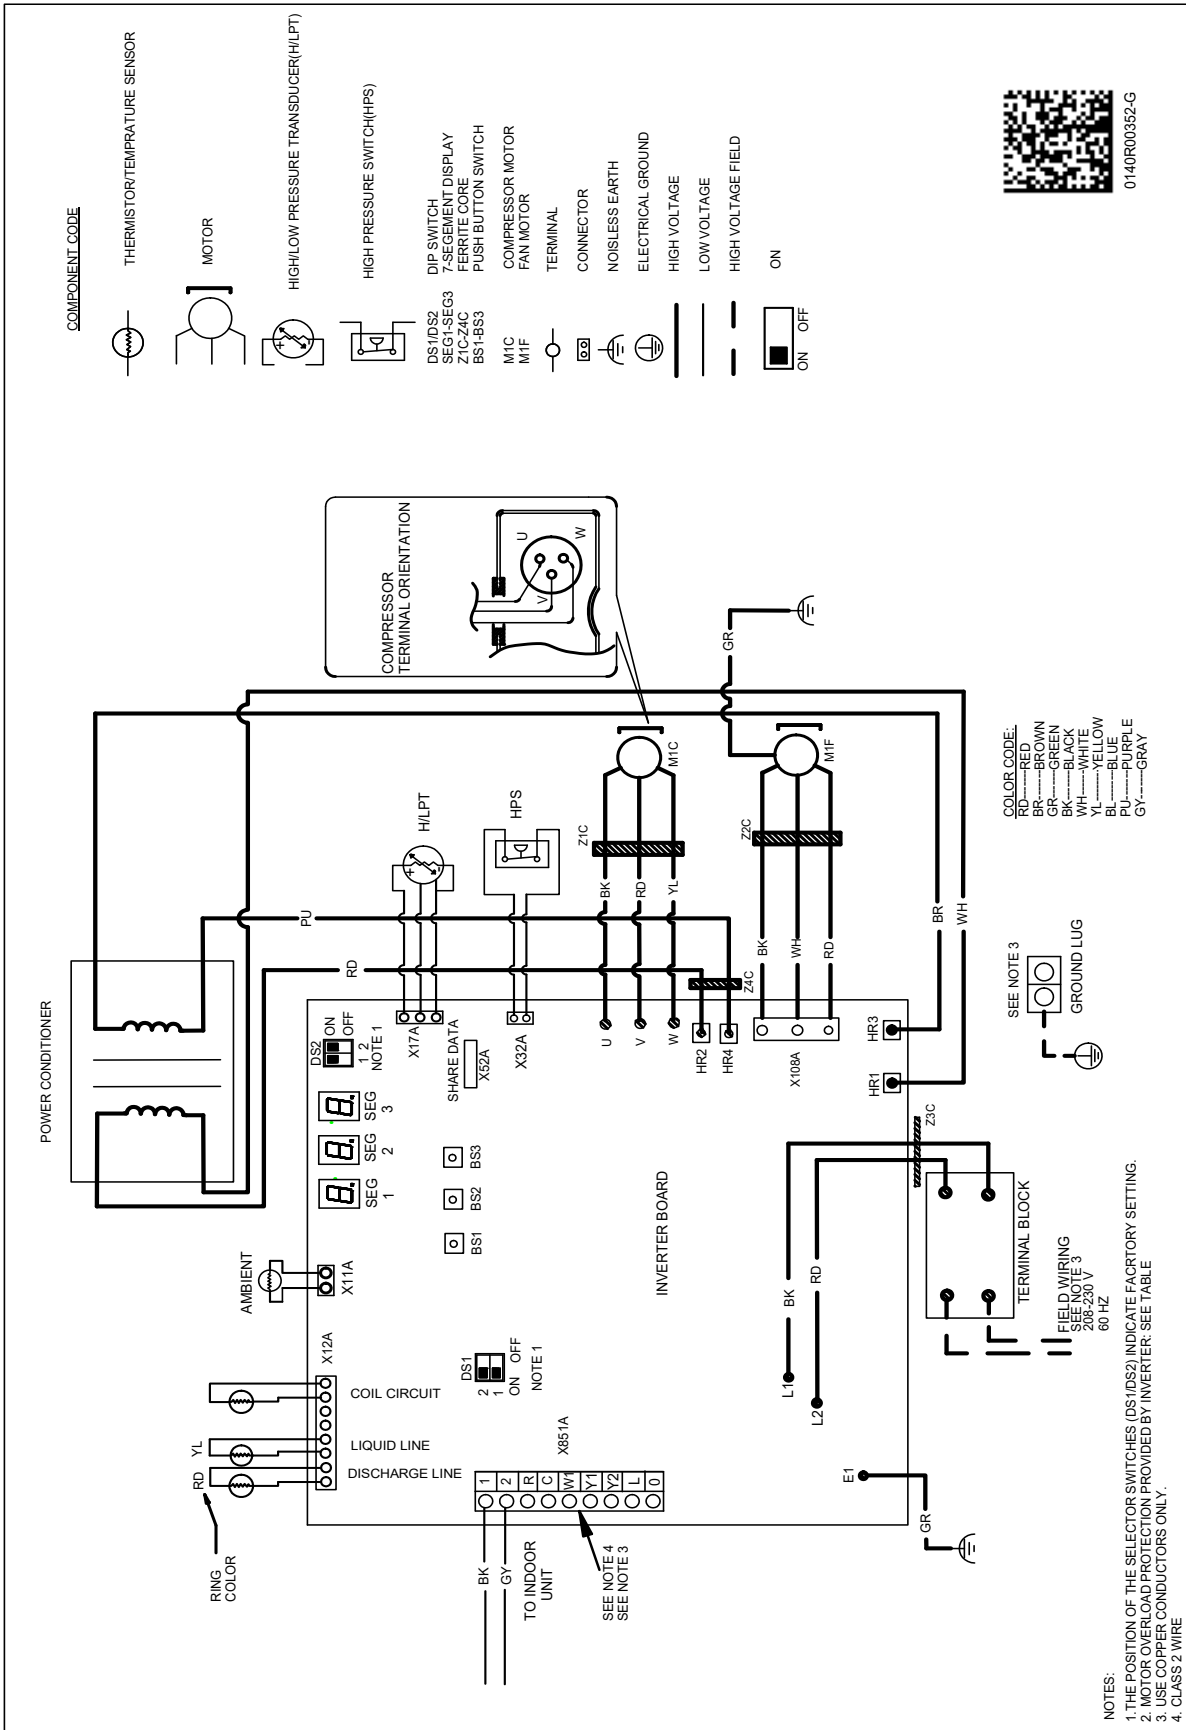 COMPONENT CODE
THERMISTOR/TEMPRATURE SENSOR
MOTOR
HIGH/LOW PRESSURE TRANSDUCER(H/LPT)
HIGH PRESSURE SWITCH(HPS)
DS1/DS2 DIP SWITCH
SEG1-SEG3 7-SEGEMENT DISPLAY
Z1C-Z4C FERRITE CORE
BS1-BS3 PUSH BUTTON SWITCH
M1C COMPRESSOR MOTOR
M1F FAN MOTOR
TERMINAL
CONNECTOR
NOISLESS EARTH
ELECTRICAL GROUND
HIGH VOLTAGE
LOW VOLTAGE
HIGH VOLTAGE FIELD
ON OFF
ON
0140R00352-G
COMPRESSOR
TERMINAL ORIENTATION
U
V
W
POWER CONDITIONER
PU
RD
AMBIENT
X11A
SEG
1
SEG
2
SEG
3
DS2
ON
OFF
1 2
NOTE 1
X17A
H/LPT
SHARE DATA
X52A
X32A
HPS
BS1
BS2
BS3
RING
COLOR
RD
YL
X12A
COIL CIRCUIT
LIQUID LINE
DISCHARGE LINE
DS1
2
1
ON OFF
NOTE 1
X851A
1
2
R
C
W1
Y1
Y2
L
0
BK
GY
TO INDOOR
UNIT
SEE NOTE 4
SEE NOTE 3
INVERTER BOARD
U
V
W
BK
RD
YL
Z1C
M1C
HR2
HR4
Z4C
X108A
BK
WH
RD
Z2C
M1F
GR
HR1
HR3
BR
WH
L1
L2
BK
RD
Z3C
E1
GR
TERMINAL BLOCK
FIELD WIRING
SEE NOTE 3
208-230 V
60 HZ
SEE NOTE 3
GROUND LUG
COLOR CODE:
RD-------RED
BR-------BROWN
GR-------GREEN
BK-------BLACK
WH------WHITE
YL-------YELLOW
BL-------BLUE
PU-------PURPLE
GY-------GRAY
NOTES:
1.THE POSITION OF THE SELECTOR SWITCHES (DS1/DS2) INDICATE FACRTORY SETTING.
2. MOTOR OVERLOAD PROTECTION PROVIDED BY INVERTER: SEE TABLE
3. USE COPPER CONDUCTORS ONLY.
4. CLASS 2 WIRE